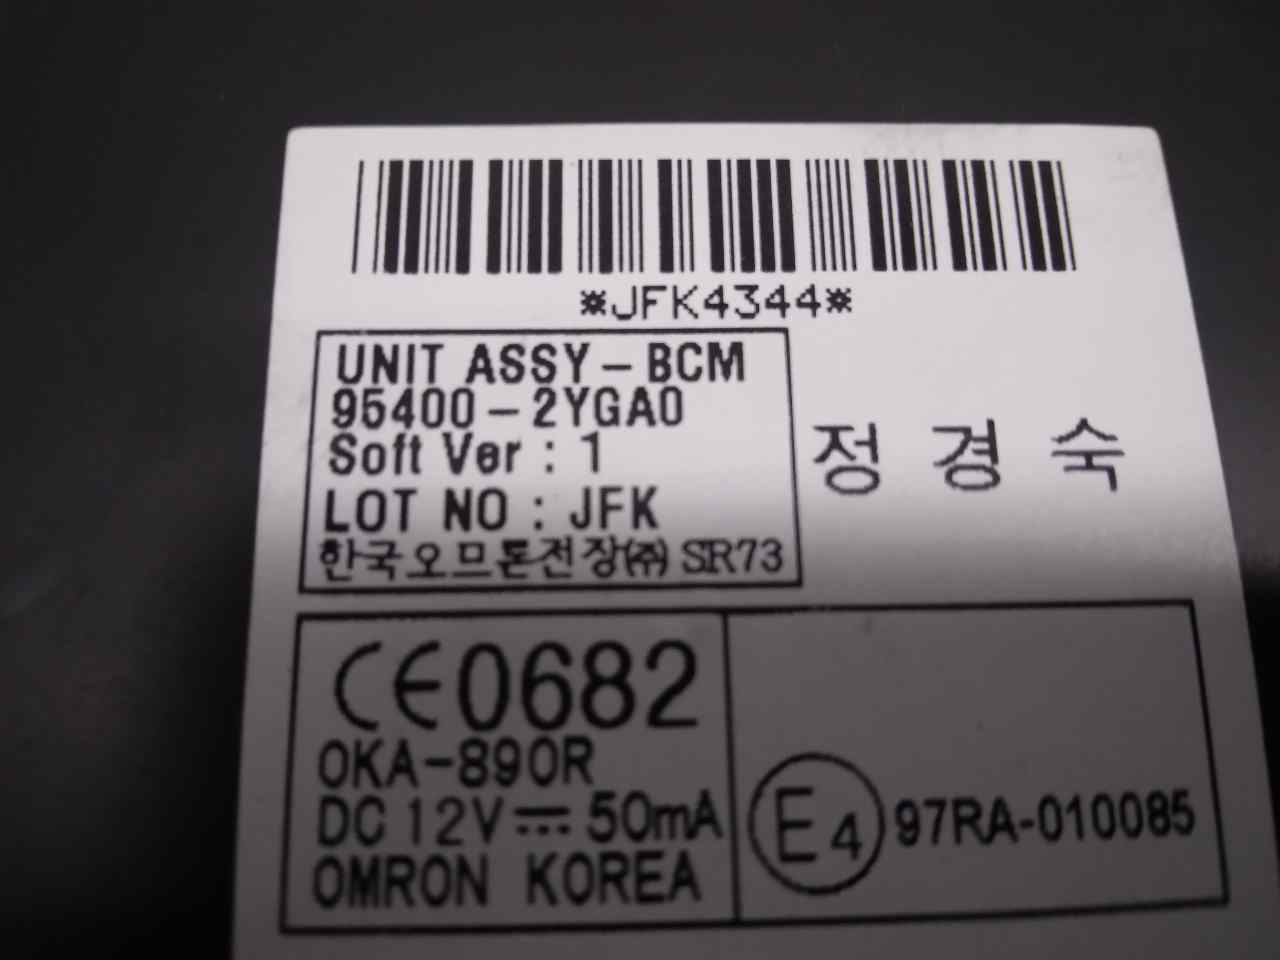 *JFK4344*
UNIT ASSY-BCM
95400-2YGA0
Soft Ver : 1
LOT NO : JFK
한국오므론전장㈜ SR73
정 경 숙
CE0682
OKA-890R
DC 12V⎓50mA
OMRON KOREA
E4 97RA-010085